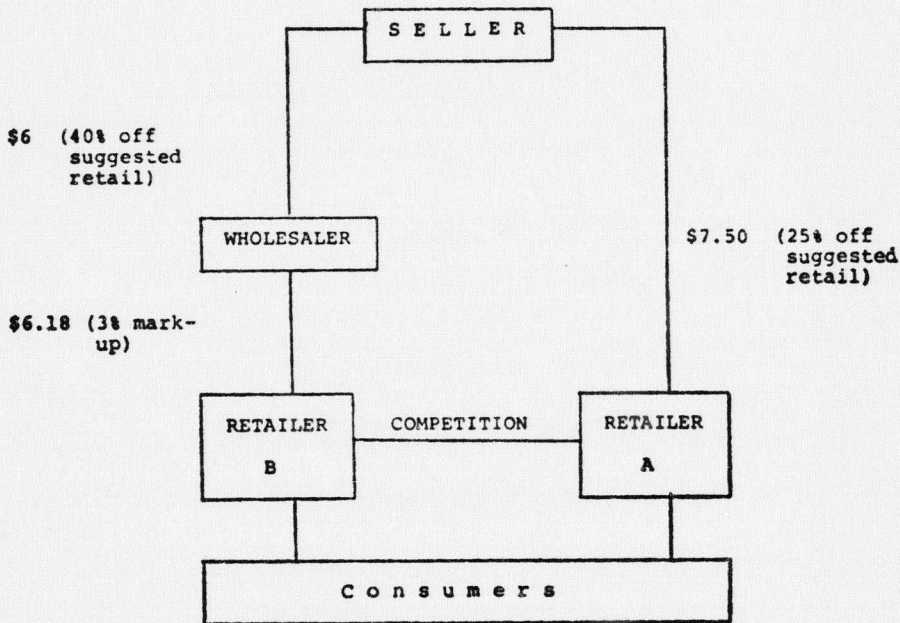 S E L L E R
$6 (40% off
suggested
retail)
WHOLESALER
$7.50 (25% off
suggested
retail)
$6.18 (3% mark-
up)
RETAILER
B
COMPETITION
RETAILER
A
C o n s u m e r s